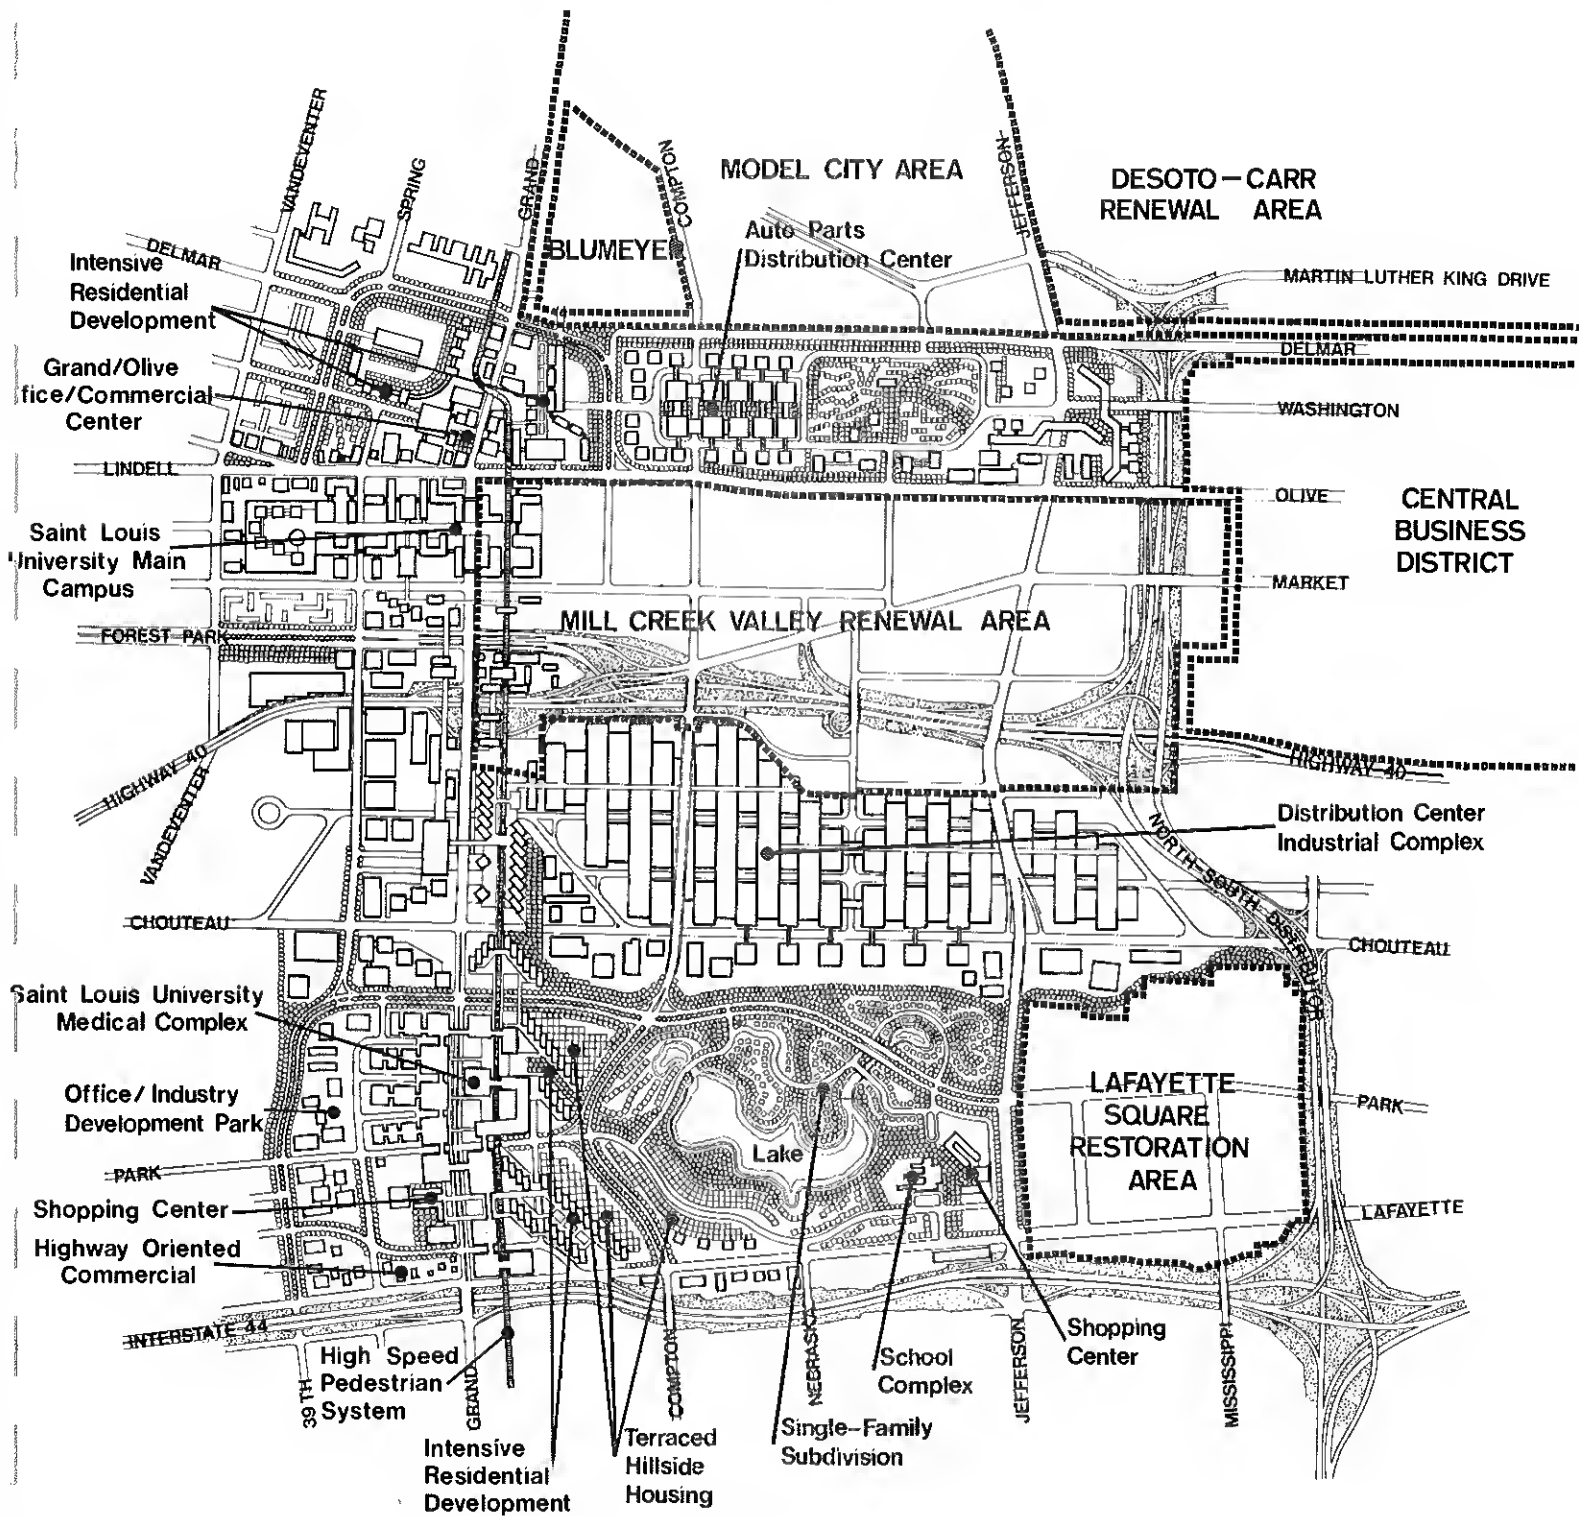 VANDEVENTER
SPRING
GRAND
COMPTON
JEFFERSON
MODEL CITY AREA
DESOTO-CARR
RENEWAL AREA
DELMAR
BLUMEYER
Auto Parts
Distribution Center
MARTIN LUTHER KING DRIVE
Intensive
Residential
Development
DELMAR
Grand/Olive
fice/Commercial
Center
WASHINGTON
LINDELL
OLIVE
CENTRAL
BUSINESS
DISTRICT
Saint Louis
University Main
Campus
MARKET
MILL CREEK VALLEY RENEWAL AREA
FOREST PARK
HIGHWAY 40
HIGHWAY 40
VANDEVENTER
Distribution Center
Industrial Complex
NORTH-SOUTH DISTRIBUTOR
CHOUTEAU
CHOUTEAU
Saint Louis University
Medical Complex
Office/Industry
Development Park
LAFAYETTE
SQUARE
RESTORATION
AREA
PARK
Lake
PARK
Shopping Center
LAFAYETTE
Highway Oriented
Commercial
INTERSTATE 44
High Speed
Pedestrian
System
39 TH
GRAND
COMPTON
NEBRASKA
School
Complex
JEFFERSON
Shopping
Center
MISSISSIPPI
Intensive
Residential
Development
Terraced
Hillside
Housing
Single-Family
Subdivision